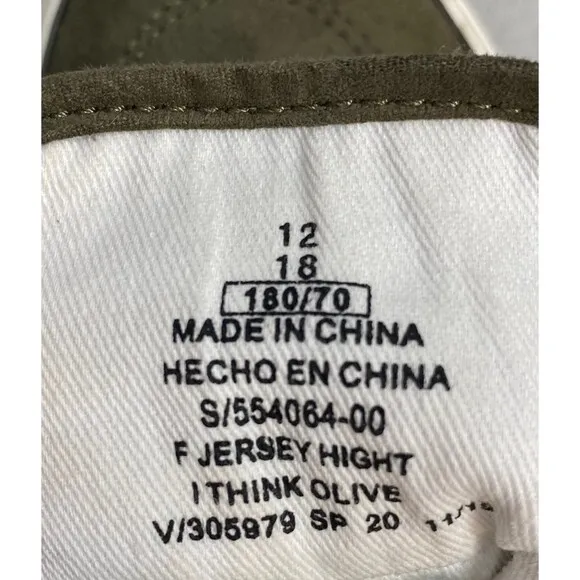 12
18
180/70
MADE IN CHINA
HECHO EN CHINA
S/554064-00
F JERSEY HIGHT
I THINK OLIVE
V/305979 SP 20